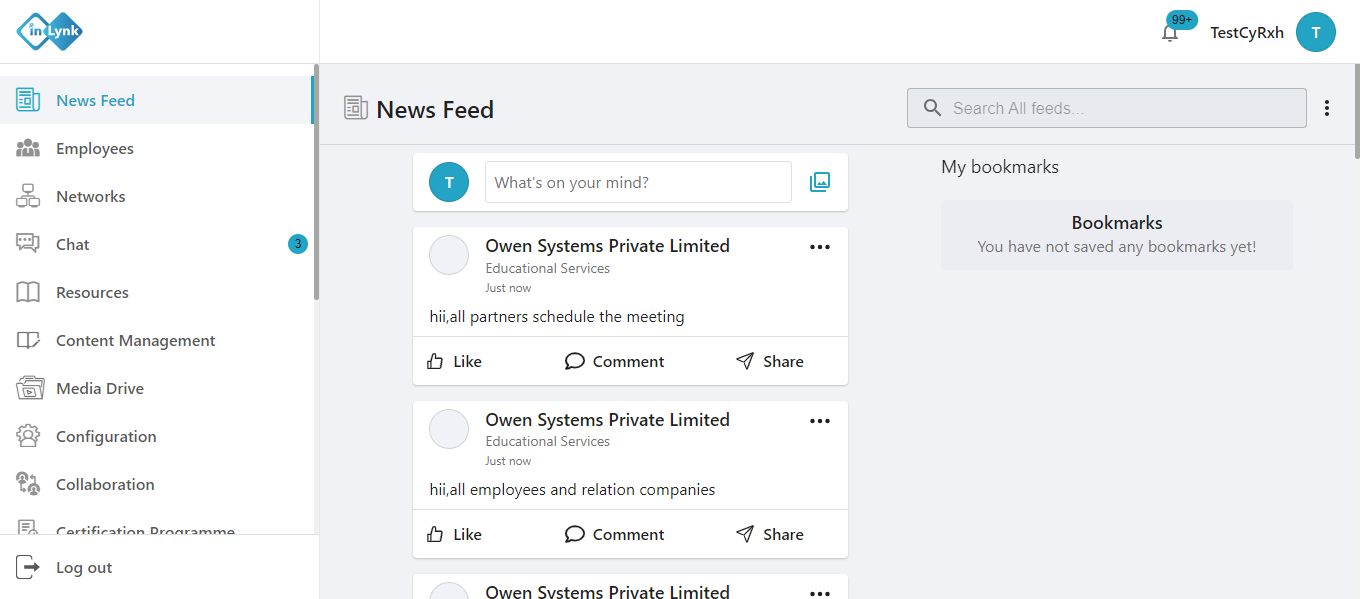 in Lynk
99+
TestCyRxh
T
News Feed
Employees
Networks
Chat
3
Resources
Content Management
Media Drive
Configuration
Collaboration
Certification Programme
Log out
News Feed
Search All feeds...
T
What's on your mind?
Owen Systems Private Limited
Educational Services
Just now
hii,all partners schedule the meeting
Like Comment Share
Owen Systems Private Limited
Educational Services
Just now
hii,all employees and relation companies
Like Comment Share
Owen Systems Private Limited
My bookmarks
Bookmarks
You have not saved any bookmarks yet!